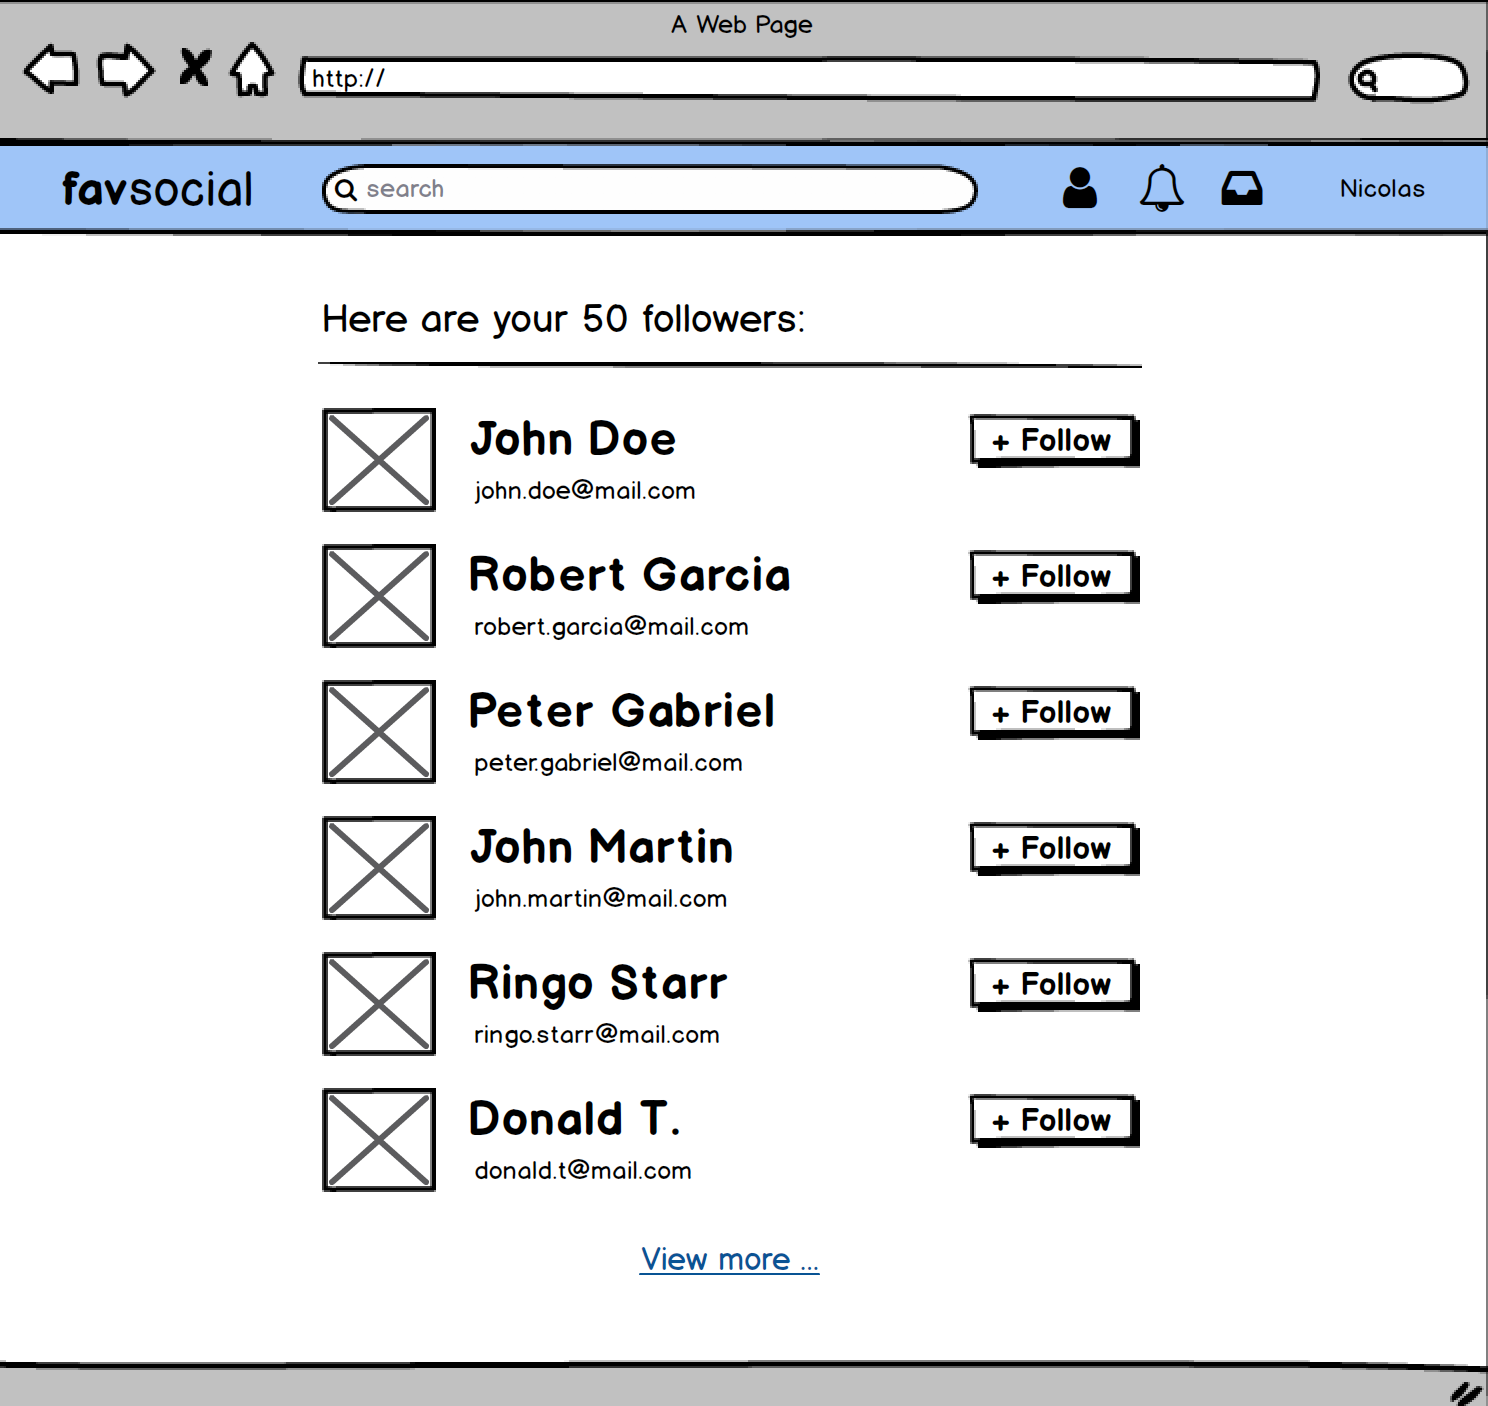 A Web Page
http://
favsocial
search
Nicolas
Here are your 50 followers:
John Doe
+ Follow
john.doe@mail.com
Robert Garcia
+ Follow
robert.garcia@mail.com
Peter Gabriel
+ Follow
peter.gabriel@mail.com
John Martin
+ Follow
john.martin@mail.com
Ringo Starr
+ Follow
ringo.starr@mail.com
Donald T.
+ Follow
donald.t@mail.com
View more ...